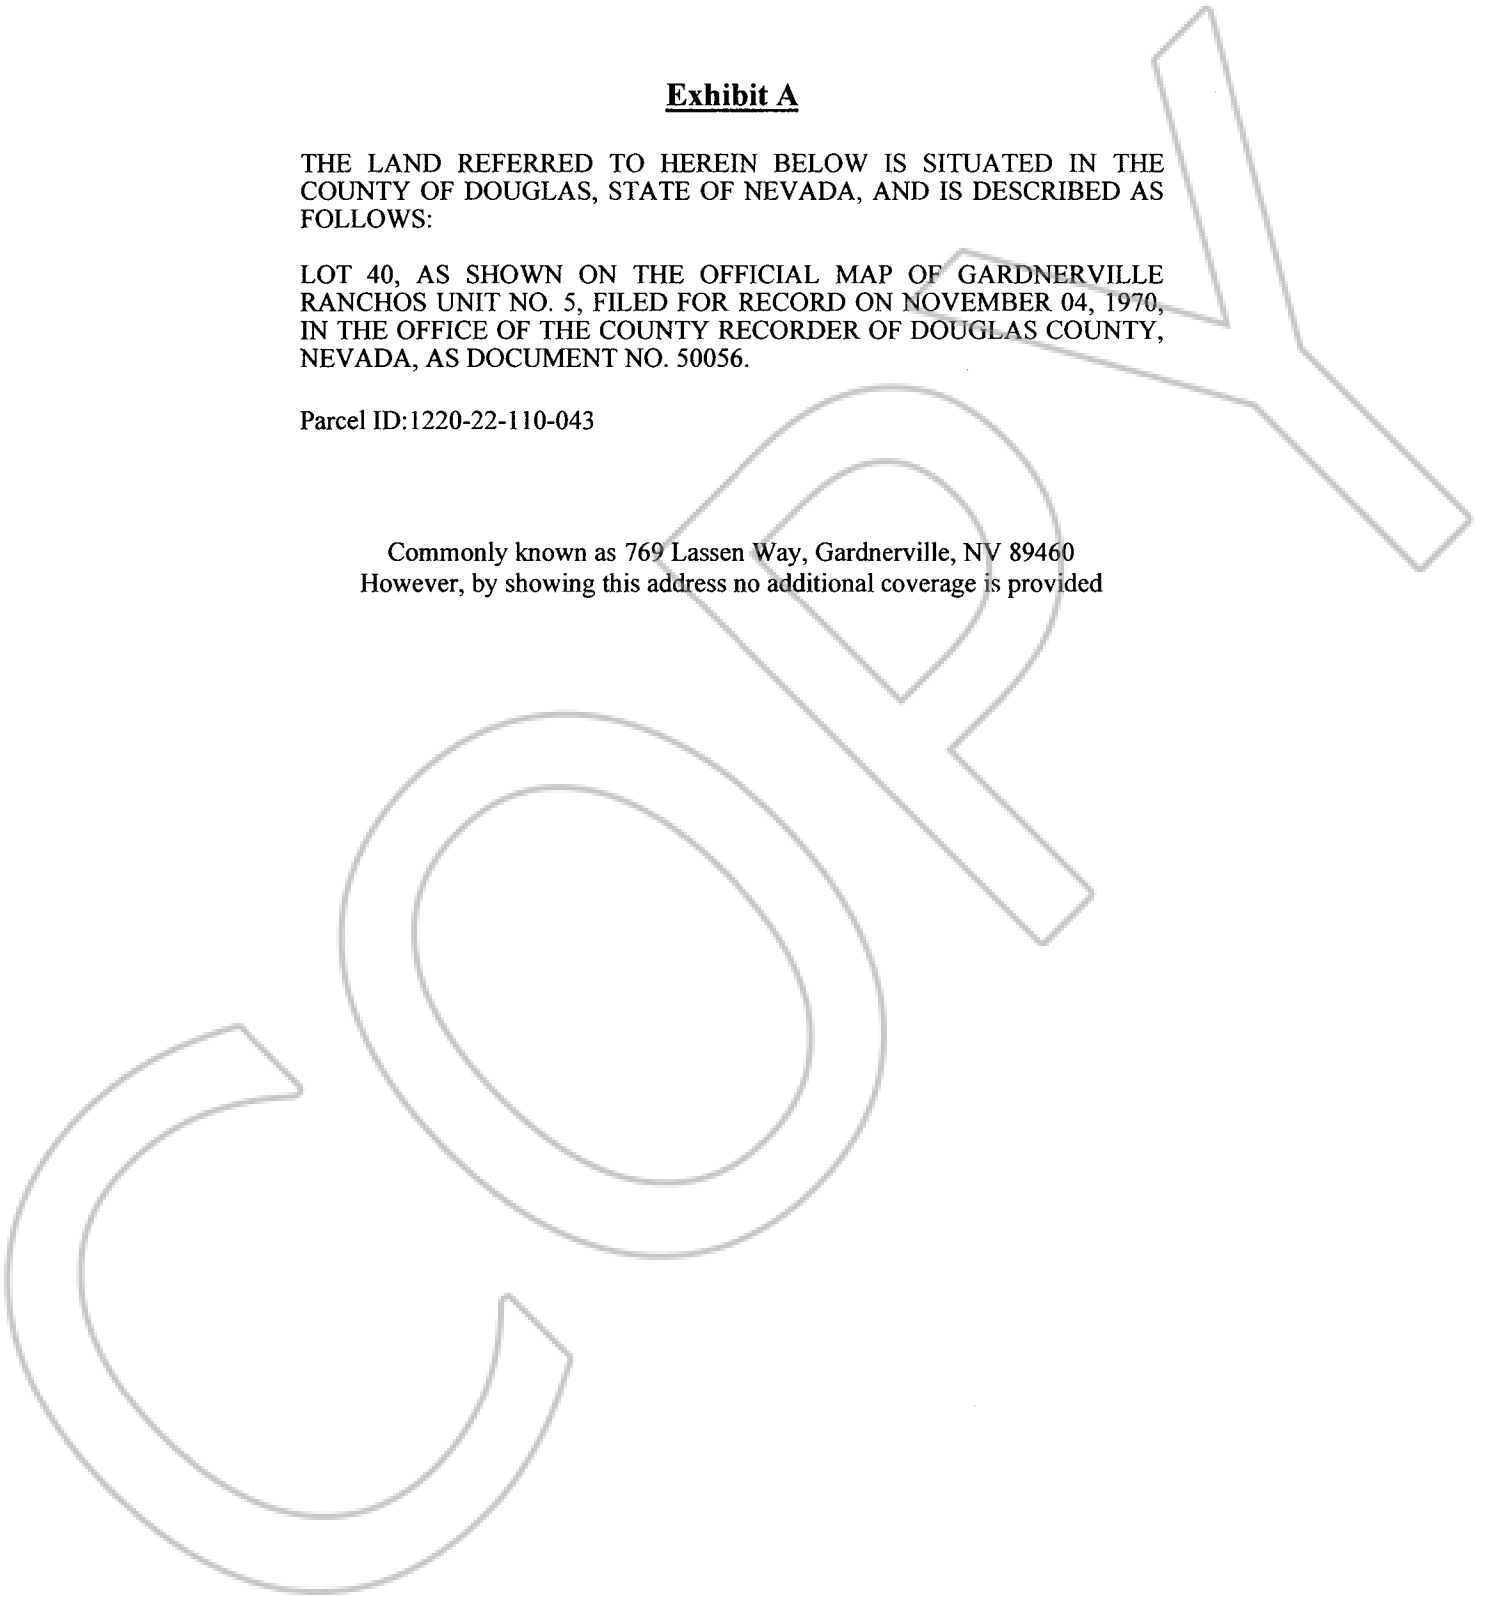 Exhibit A
THE LAND REFERRED TO HEREIN BELOW IS SITUATED IN THE
COUNTY OF DOUGLAS, STATE OF NEVADA, AND IS DESCRIBED AS
FOLLOWS:
LOT 40, AS SHOWN ON THE OFFICIAL MAP OF GARDNERVILLE
RANCHOS UNIT NO. 5, FILED FOR RECORD ON NOVEMBER 04, 1970,
IN THE OFFICE OF THE COUNTY RECORDER OF DOUGLAS COUNTY,
NEVADA, AS DOCUMENT NO. 50056.
Parcel ID:1220-22-110-043
Commonly known as 769 Lassen Way, Gardnerville, NV 89460
However, by showing this address no additional coverage is provided
COPY